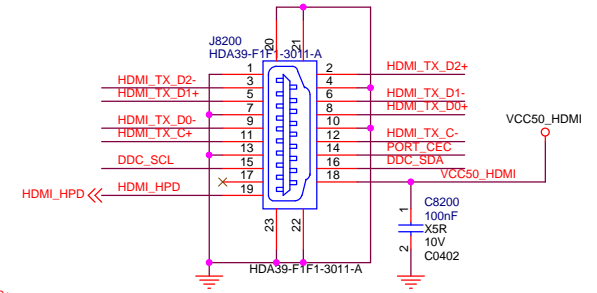 20
21
J8200
HDA39-F1F1-3011-A
1
2
HDMI_TX_D2+
HDMI_TX_D2-
3
4
HDMI_TX_D1+
5
6
HDMI_TX_D1-
7
8
HDMI_TX_D0+
HDMI_TX_D0-
9
10
VCC50_HDMI
HDMI_TX_C+
11
12
HDMI_TX_C-
13
14
PORT_CEC
DDC_SCL
15
16
DDC_SDA
17
18
VCC50_HDMI
HDMI_HPD
HDMI_HPD
19
C8200
1
100nF
X5R
10V
2
C0402
23
22
HDA39-F1F1-3011-A